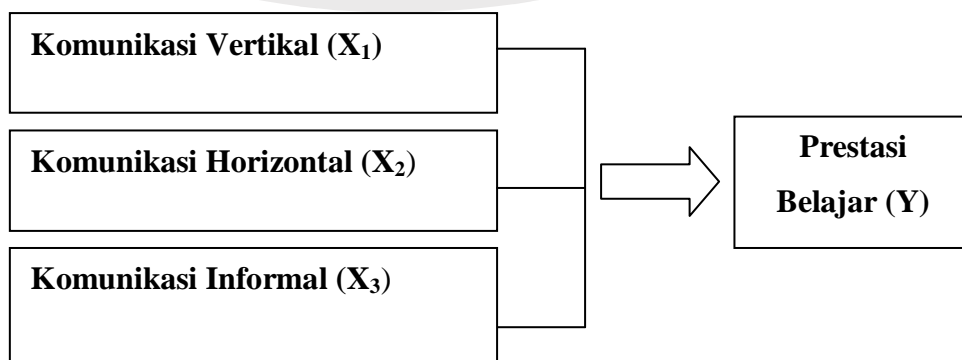 Komunikasi Vertikal (X₁)
Komunikasi Horizontal (X₂)
Prestasi
Belajar (Y)
Komunikasi Informal (X₃)